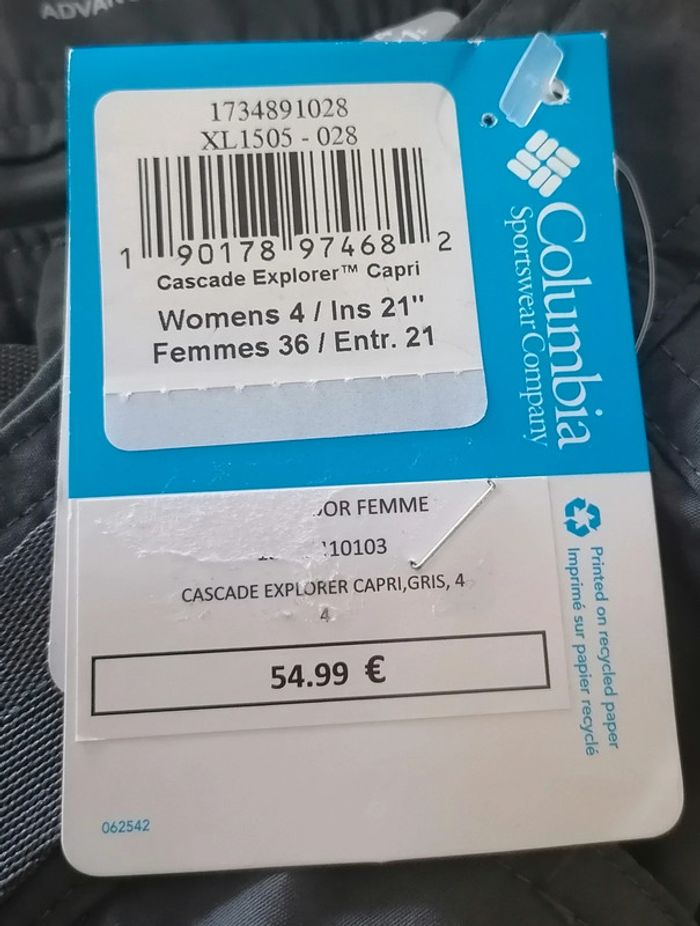 ADVAN
1734891028
XL1505 - 028
1 90178 97468 2
Cascade Explorer™ Capri
Womens 4 / Ins 21"
Femmes 36 / Entr. 21
Columbia
Sportswear Company
OR FEMME
10103
CASCADE EXPLORER CAPRI,GRIS, 4
4
54.99 €
Printed on recycled paper
Imprimé sur papier recyclé
062542